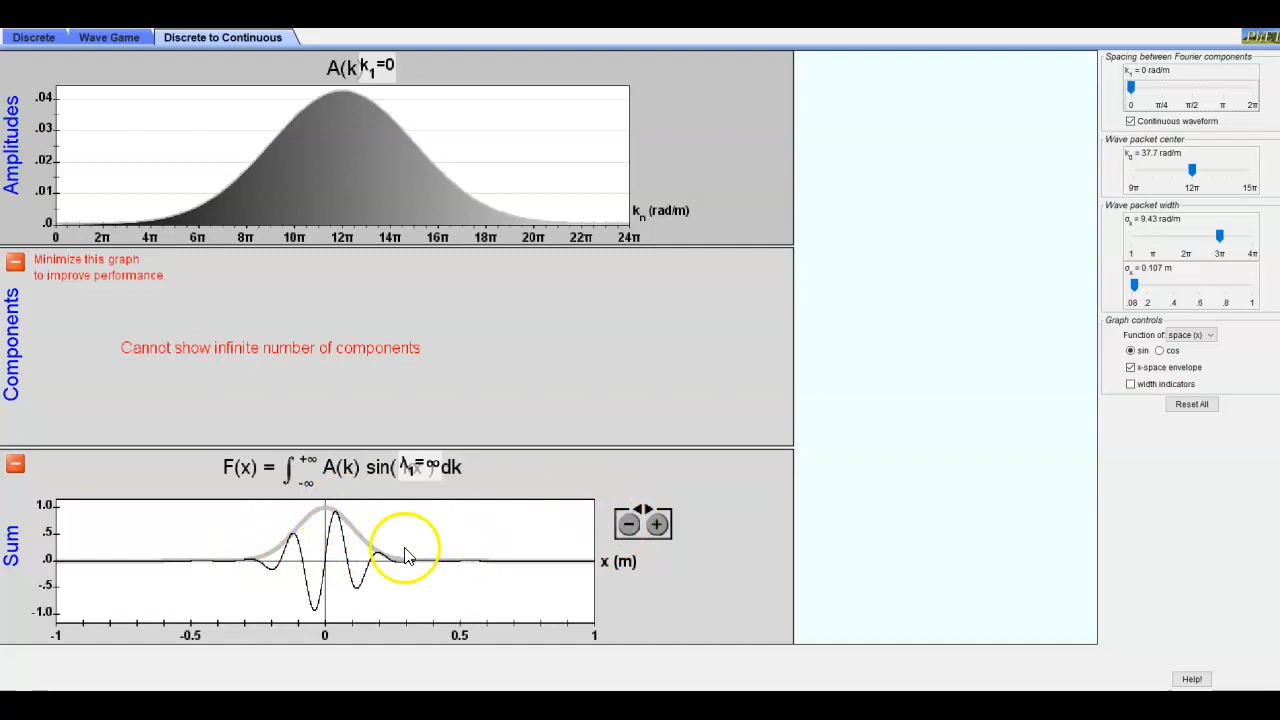 Discrete
Wave Game
Discrete to Continuous
PhET
Amplitudes
A(k) k₁=0
.04
.03
.02
.01
.0
0 2π 4π 6π 8π 10π 12π 14π 16π 18π 20π 22π 24π
kₙ (rad/m)
Components
Minimize this graph
to improve performance.
Cannot show infinite number of components
Sum
F(x) = ∫ +∞ -∞ A(k) sin( λ₁=∞ ) dk
1.0
.5
.0
-.5
-1.0
-1 -0.5 0 0.5 1
x (m)
Spacing between Fourier components
k₁ = 0 rad/m
0 π/4 π/2 π 2π
Continuous waveform
Wave packet center
k₀ = 37.7 rad/m
9π 12π 15π
Wave packet width
σₖ = 9.43 rad/m
1 π 2π 3π 4π
σₓ = 0.107 m
.08 .2 .4 .6 .8 1
Graph controls
Function of: space (x)
sin cos
x-space envelope
width indicators
Reset All
Help!